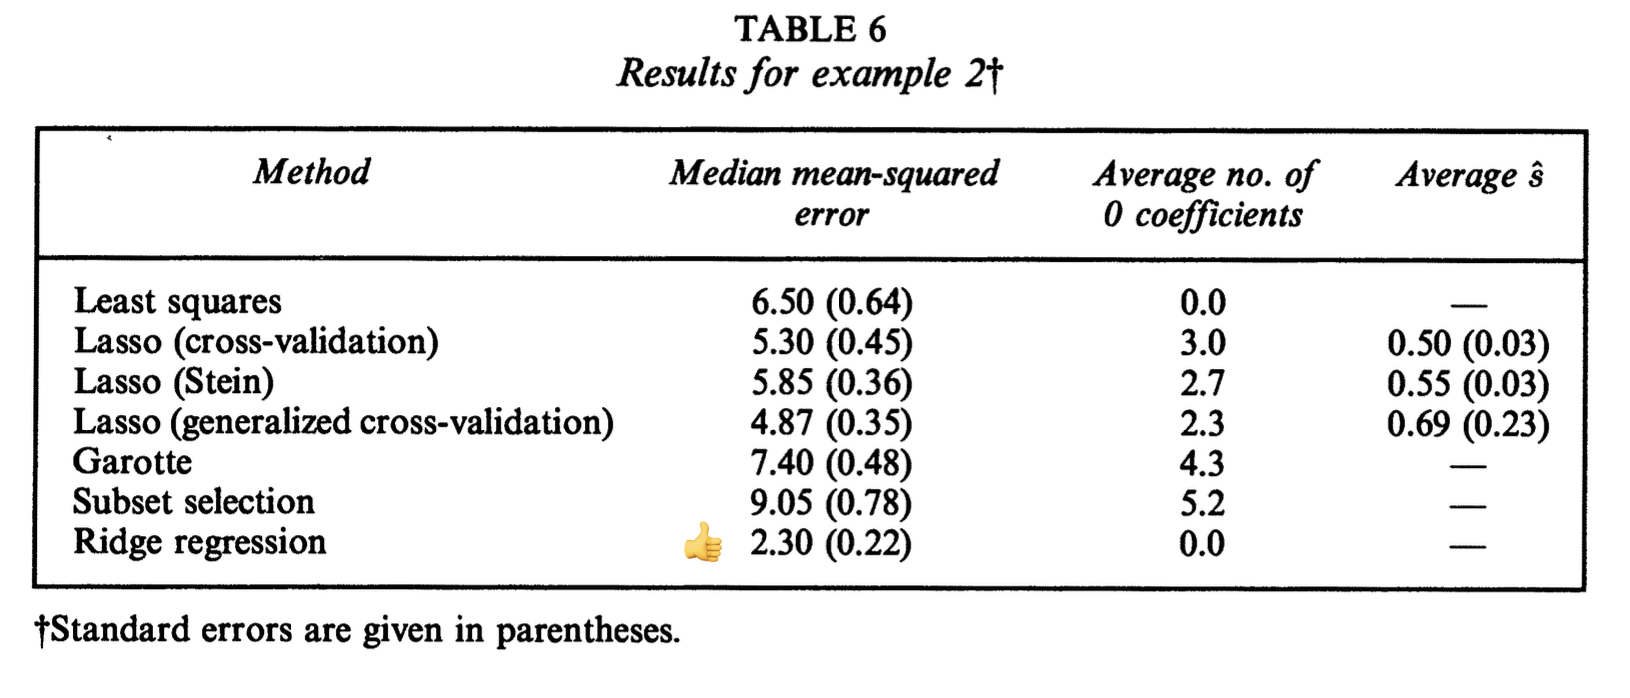 TABLE 6
Results for example 2†
Method Median mean-squared error Average no. of 0 coefficients Average ŝ
Least squares 6.50 (0.64) 0.0 —
Lasso (cross-validation) 5.30 (0.45) 3.0 0.50 (0.03)
Lasso (Stein) 5.85 (0.36) 2.7 0.55 (0.03)
Lasso (generalized cross-validation) 4.87 (0.35) 2.3 0.69 (0.23)
Garotte 7.40 (0.48) 4.3 —
Subset selection 9.05 (0.78) 5.2 —
Ridge regression 👍 2.30 (0.22) 0.0 —
†Standard errors are given in parentheses.